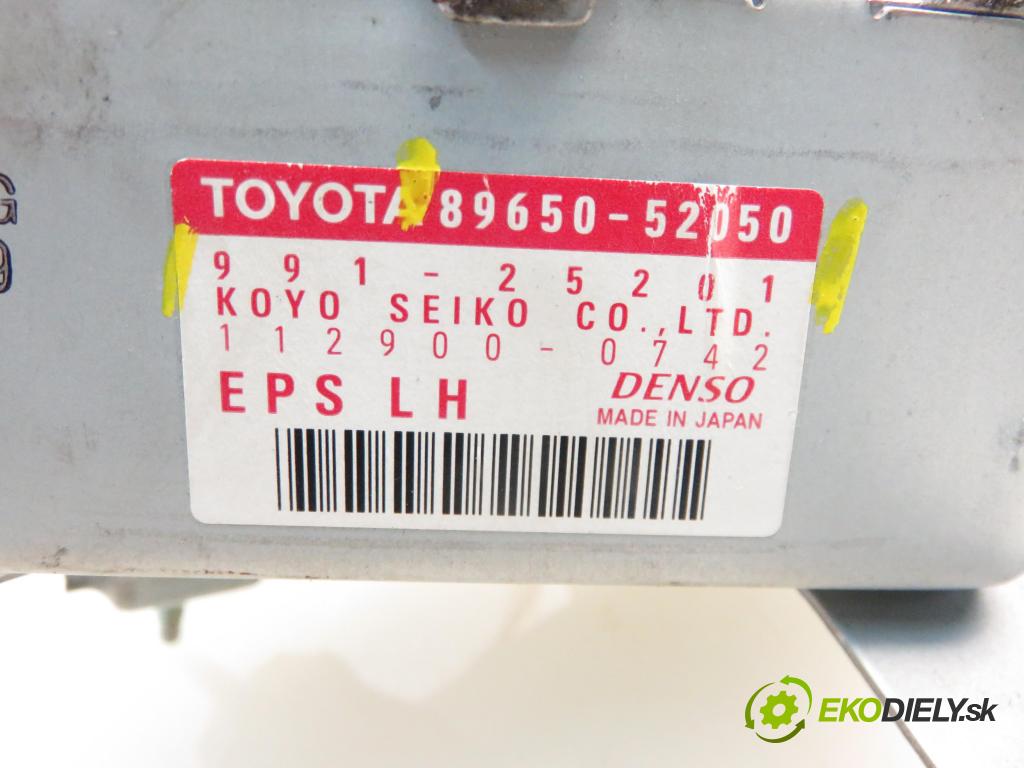 G
9
TOYOTA 89650-52050
991-25201
KOYO SEIKO CO.,LTD.
112900-0742
EPS LH
DENSO
MADE IN JAPAN
EKODIELY.sk